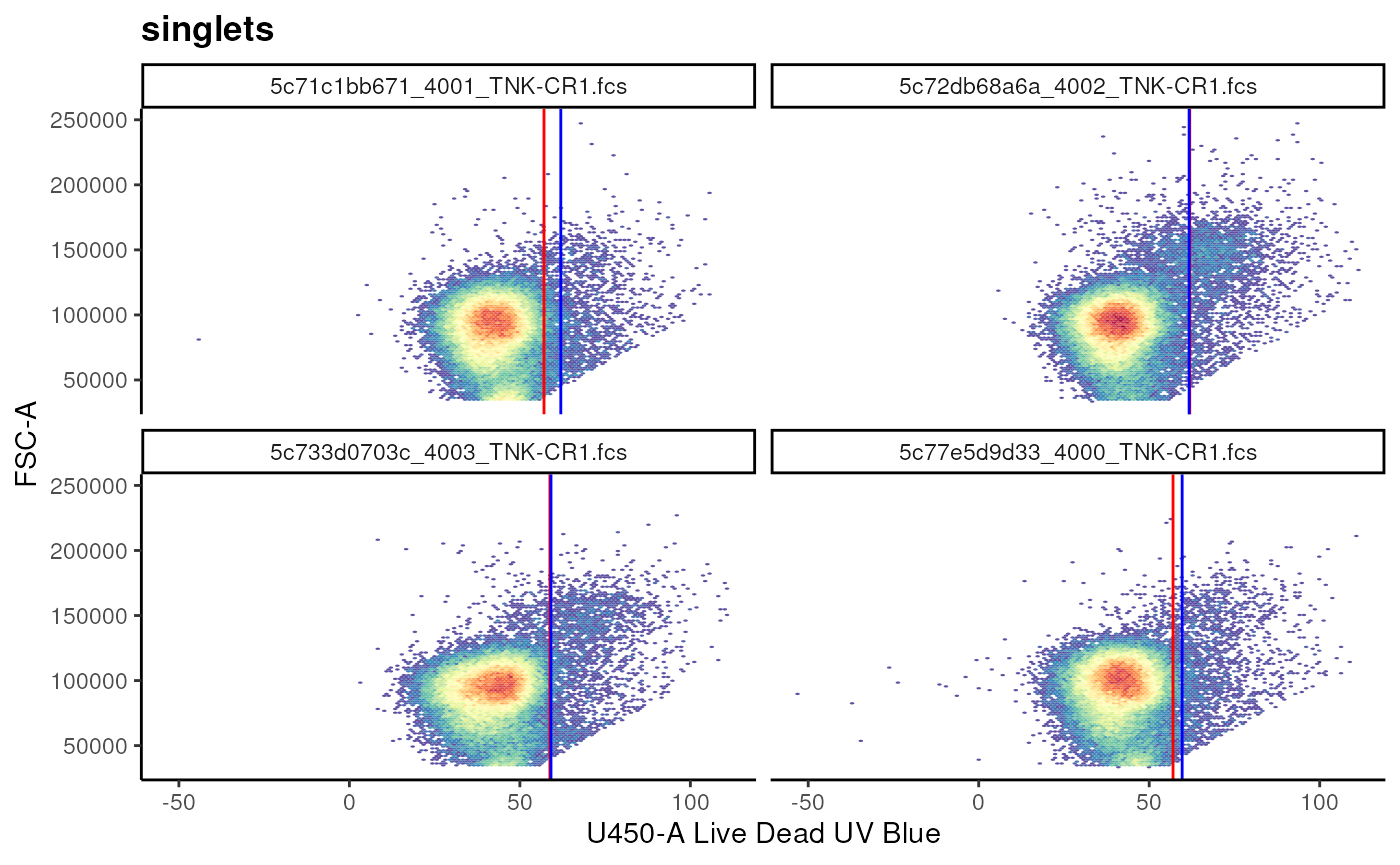 singlets
5c71c1bb671_4001_TNK-CR1.fcs
5c72db68a6a_4002_TNK-CR1.fcs
250000
200000
150000
100000
50000
5c733d0703c_4003_TNK-CR1.fcs
5c77e5d9d33_4000_TNK-CR1.fcs
250000
200000
150000
100000
50000
FSC-A
-50 0 50 100 -50 0 50 100
U450-A Live Dead UV Blue